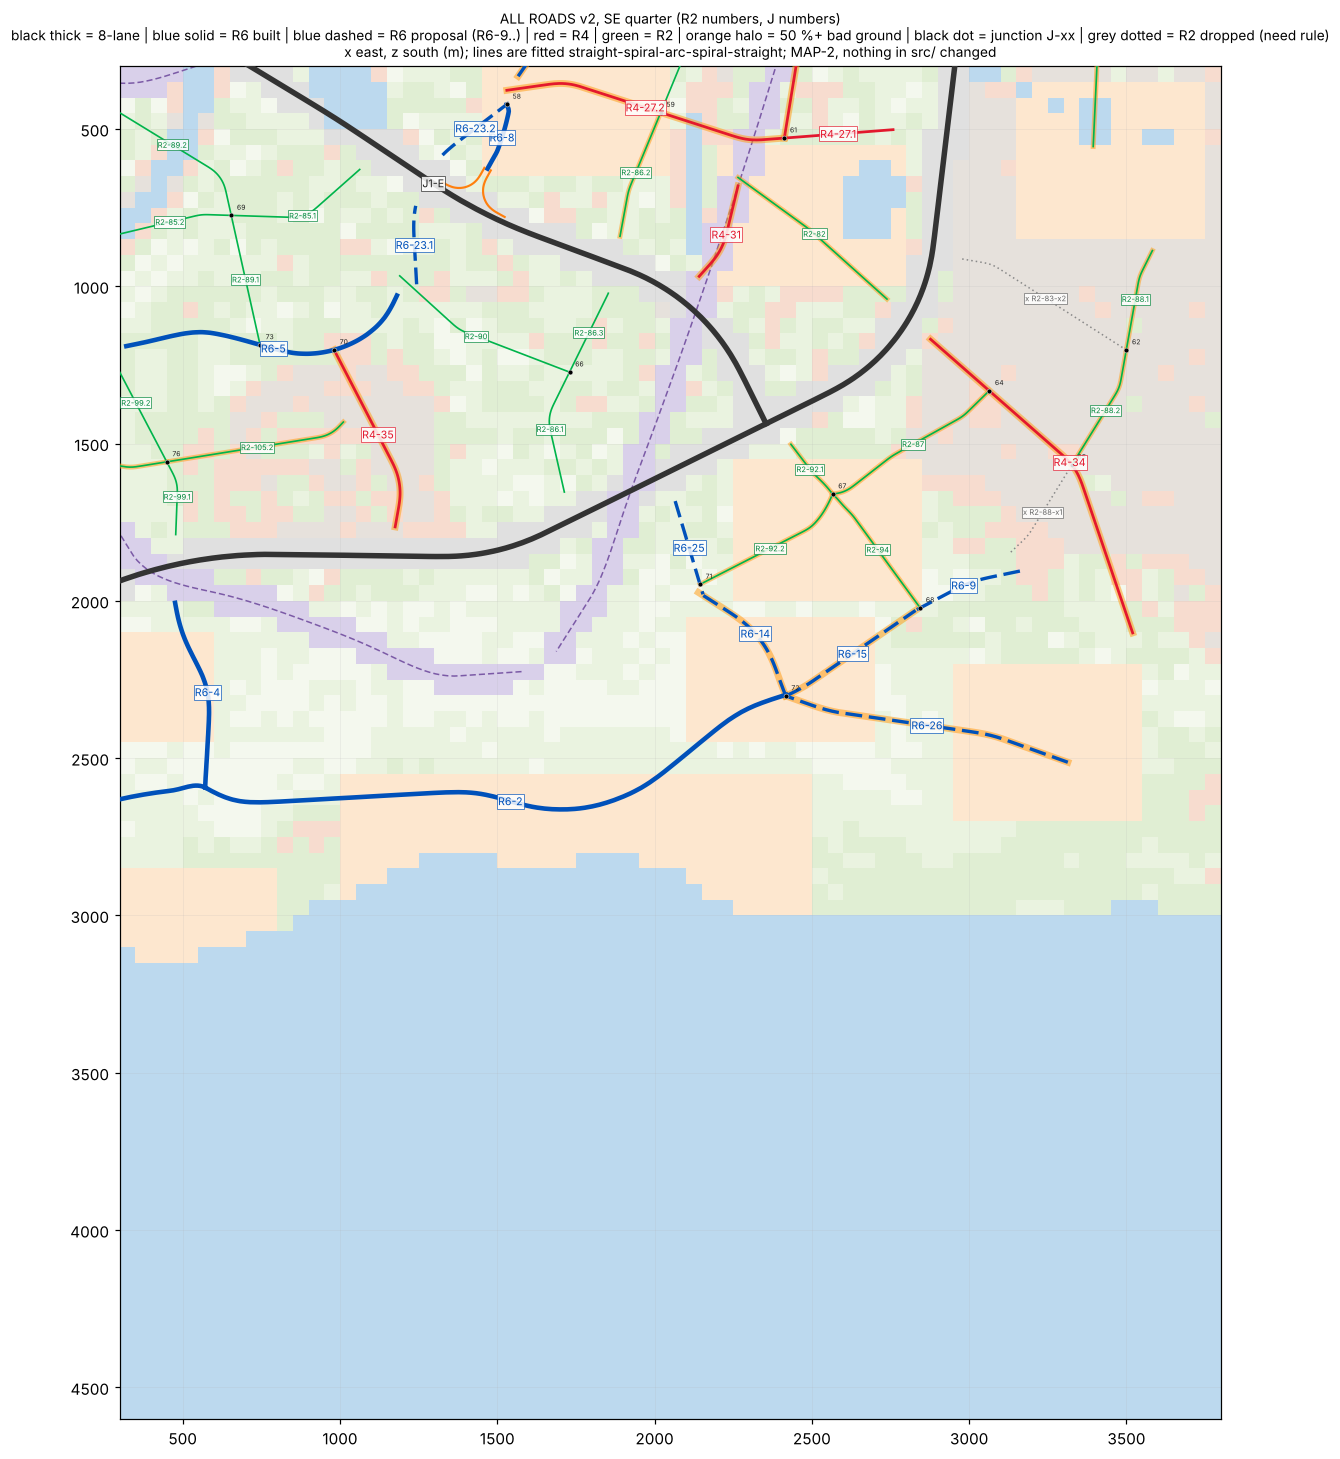 ALL ROADS v2, SE quarter (R2 numbers, J numbers)
black thick = 8-lane | blue solid = R6 built | blue dashed = R6 proposal (R6-9..) | red = R4 | green = R2 | orange halo = 50 %+ bad ground | black dot = junction J-xx | grey dotted = R2 dropped (need rule)
x east, z south (m); lines are fitted straight-spiral-arc-spiral-straight; MAP-2, nothing in src/ changed
58
R4-27.2
59
500
R6-23.2
R6-8
61
R4-27.1
R2-89.2
R2-86.2
J1-E
69
R2-85.1
R2-85.2
R4-31
R2-82
R6-23.1
R2-89.1
1000
x R2-83-x2
R2-88.1
73
R6-5
70
R2-90
R2-86.3
62
66
64
R2-99.2
R2-88.2
R2-86.1
R4-35
1500
R2-105.2
R2-87
76
R2-92.1
R4-34
R2-99.1
67
x R2-88-x1
R6-25
R2-92.2
R2-94
71
R6-9
2000
68
R6-14
R6-15
R6-4
72
R6-26
2500
R6-2
3000
3500
4000
4500
500
1000
1500
2000
2500
3000
3500